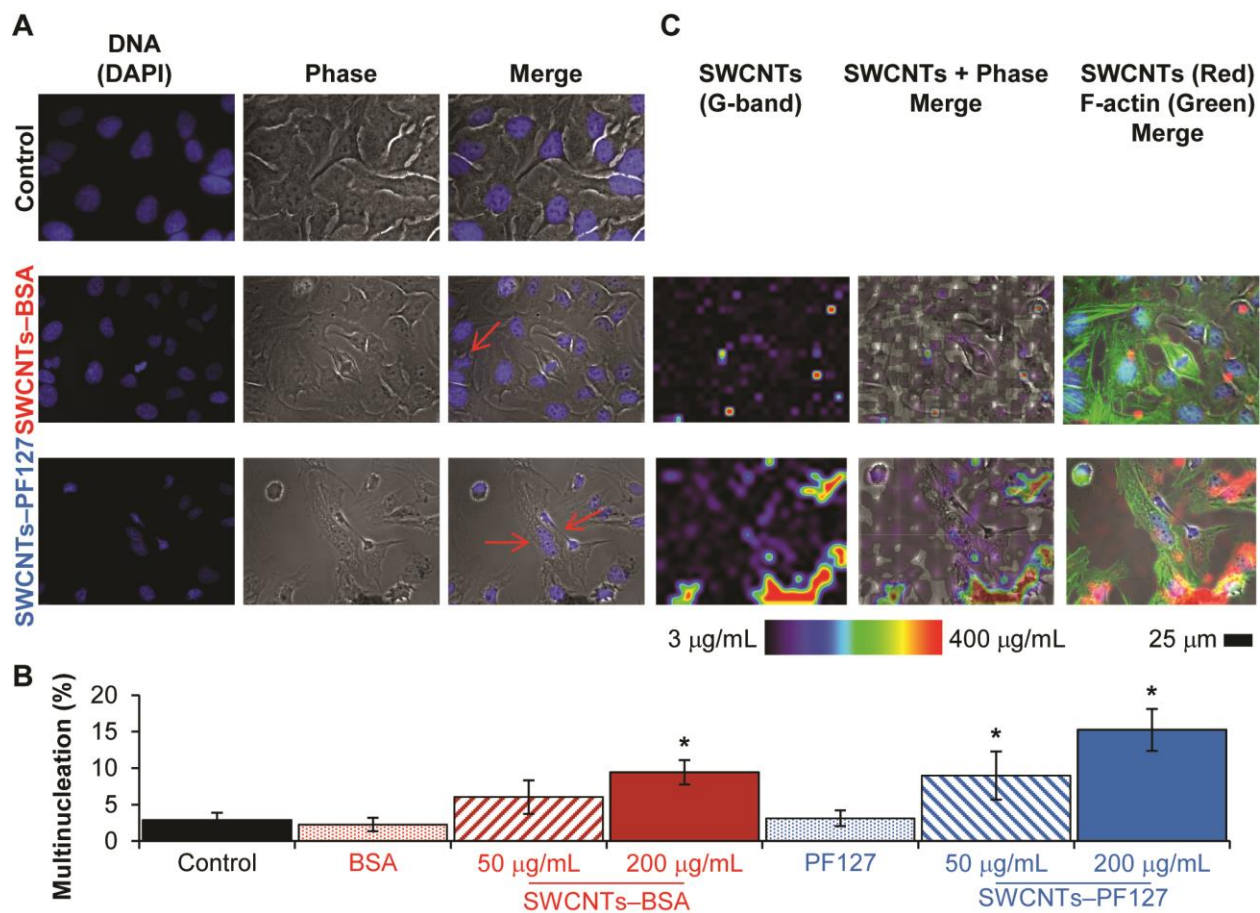 A
C
DNA
(DAPI)
Phase
Merge
SWCNTs
(G-band)
SWCNTs + Phase
Merge
SWCNTs (Red)
F-actin (Green)
Merge
Control
SWCNTs–BSA
SWCNTs–PF127
3 μg/mL
400 μg/mL
25 μm
B
Multinucleation (%)
20
15
10
5
0
*
*
*
Control
BSA
50 μg/mL
200 μg/mL
PF127
50 μg/mL
200 μg/mL
SWCNTs–BSA
SWCNTs–PF127